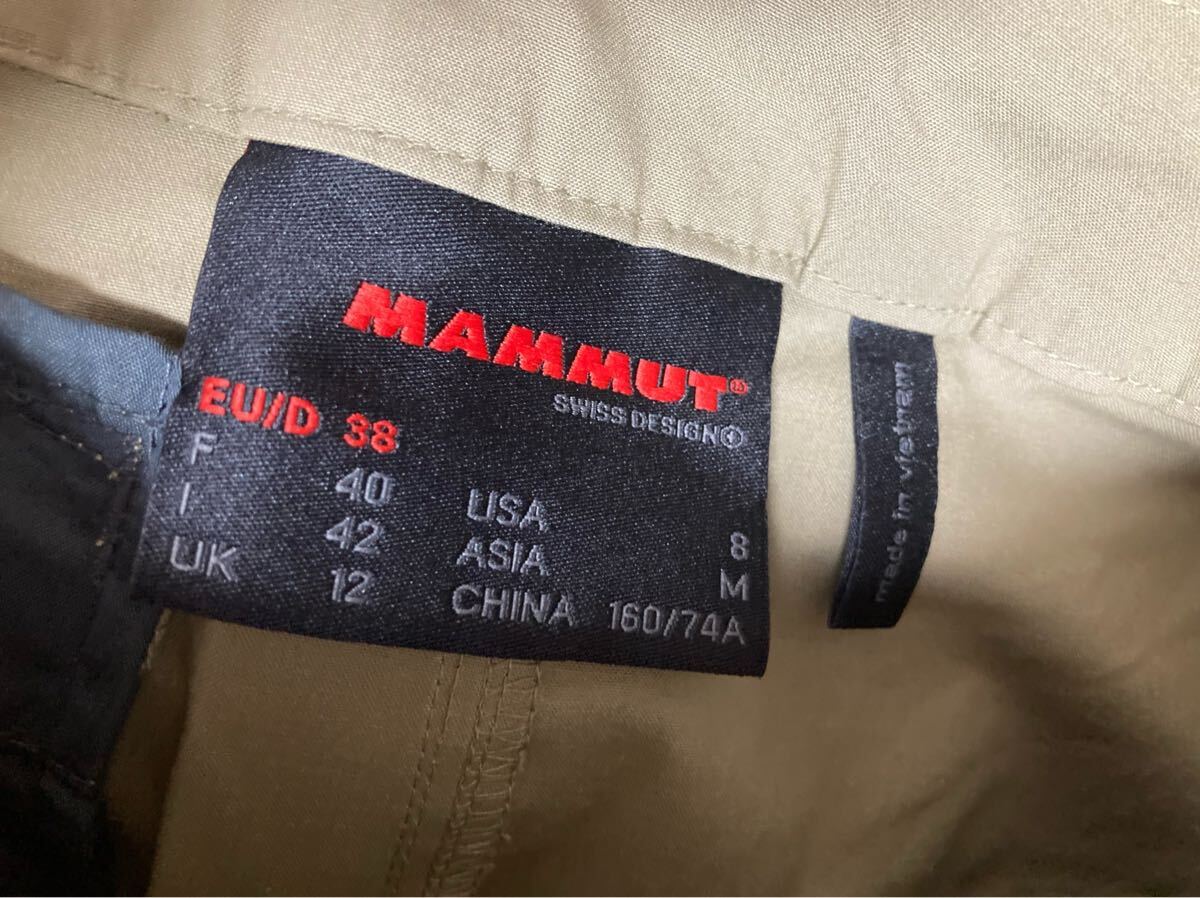 MAMMUT®
SWISS DESIGN
EU/D 38
F 40 USA 8
I 42 ASIA M
UK 12 CHINA 160/74A
made in vietnam